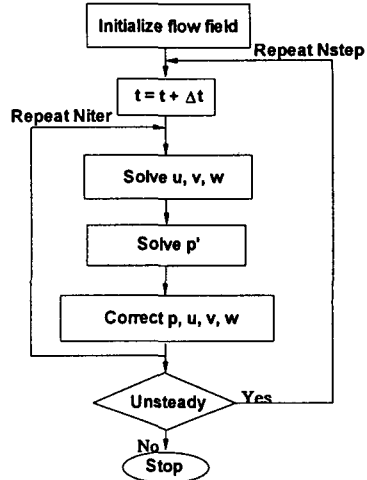 Initialize flow field
Repeat Nstep
t = t + Δt
Repeat Niter
Solve u, v, w
Solve p'
Correct p, u, v, w
Unsteady
Yes
No
Stop